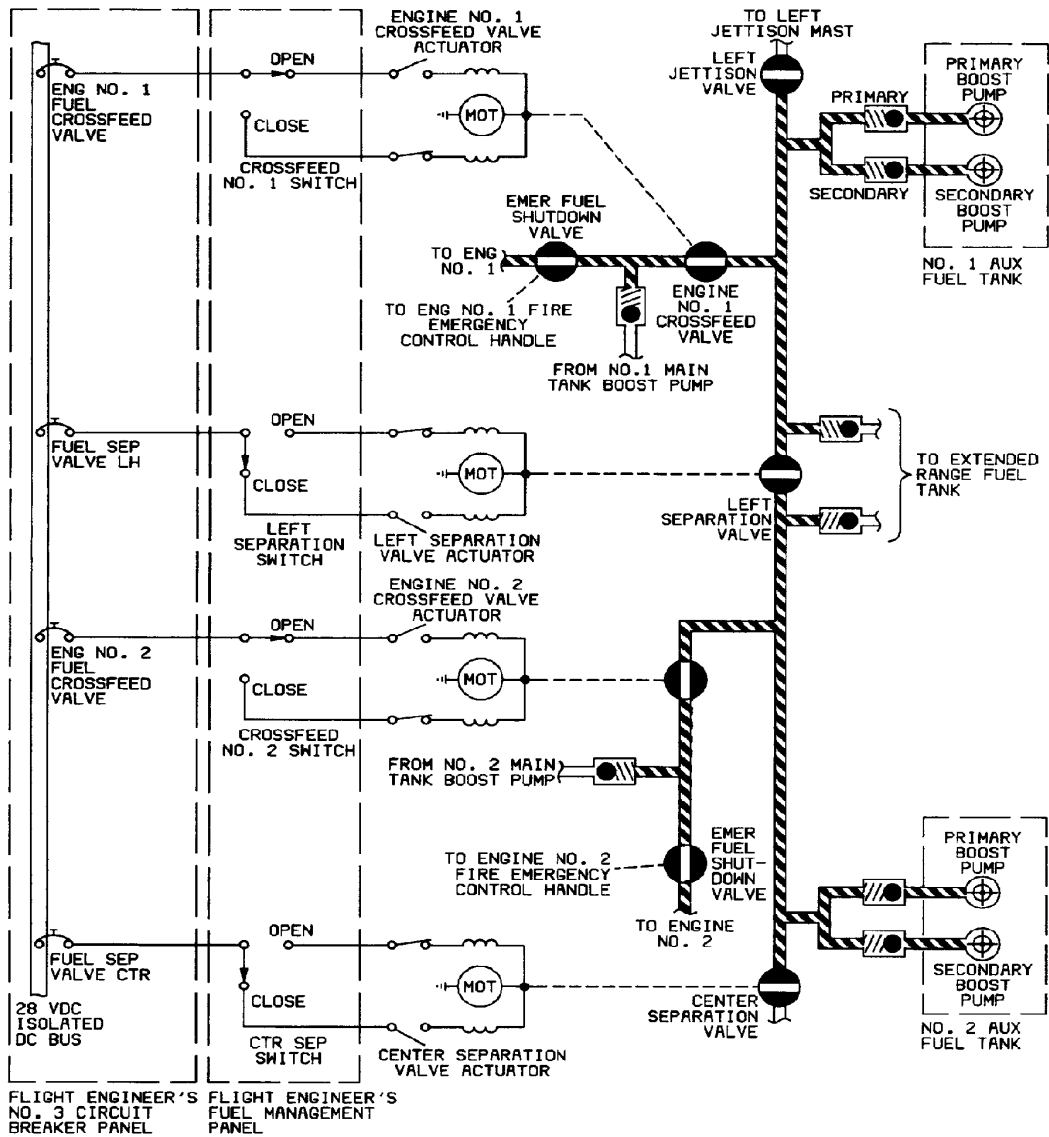 ENGINE NO. 1
CROSSFEED VALVE
ACTUATOR
TO LEFT
JETTISON MAST
LEFT
JETTISON
VALVE
PRIMARY
BOOST
PUMP
OPEN
ENG NO. 1
FUEL
CROSSFEED
VALVE
CLOSE
MOT
PRIMARY
CROSSFEED
NO. 1 SWITCH
SECONDARY
SECONDARY
BOOST
PUMP
EMER FUEL
SHUTDOWN
VALVE
TO ENG
NO. 1
NO. 1 AUX
FUEL TANK
TO ENG NO. 1 FIRE
EMERGENCY
CONTROL HANDLE
ENGINE
NO. 1
CROSSFEED
VALVE
FROM NO.1 MAIN
TANK BOOST PUMP
OPEN
FUEL SEP
VALVE LH
CLOSE
MOT
TO EXTENDED
RANGE FUEL
TANK
LEFT
SEPARATION
SWITCH
LEFT SEPARATION
VALVE ACTUATOR
LEFT
SEPARATION
VALVE
ENGINE NO. 2
CROSSFEED VALVE
ACTUATOR
OPEN
ENG NO. 2
FUEL
CROSSFEED
VALVE
CLOSE
MOT
CROSSFEED
NO. 2 SWITCH
FROM NO. 2 MAIN
TANK BOOST PUMP
TO ENGINE NO. 2
FIRE EMERGENCY
CONTROL HANDLE
EMER
FUEL
SHUT-
DOWN
VALVE
PRIMARY
BOOST
PUMP
TO ENGINE
NO. 2
OPEN
FUEL SEP
VALVE CTR
CLOSE
MOT
SECONDARY
BOOST
PUMP
28 VDC
ISOLATED
DC BUS
CTR SEP
SWITCH
CENTER SEPARATION
VALVE ACTUATOR
CENTER
SEPARATION
VALVE
NO. 2 AUX
FUEL TANK
FLIGHT ENGINEER'S
NO. 3 CIRCUIT
BREAKER PANEL
FLIGHT ENGINEER'S
FUEL MANAGEMENT
PANEL